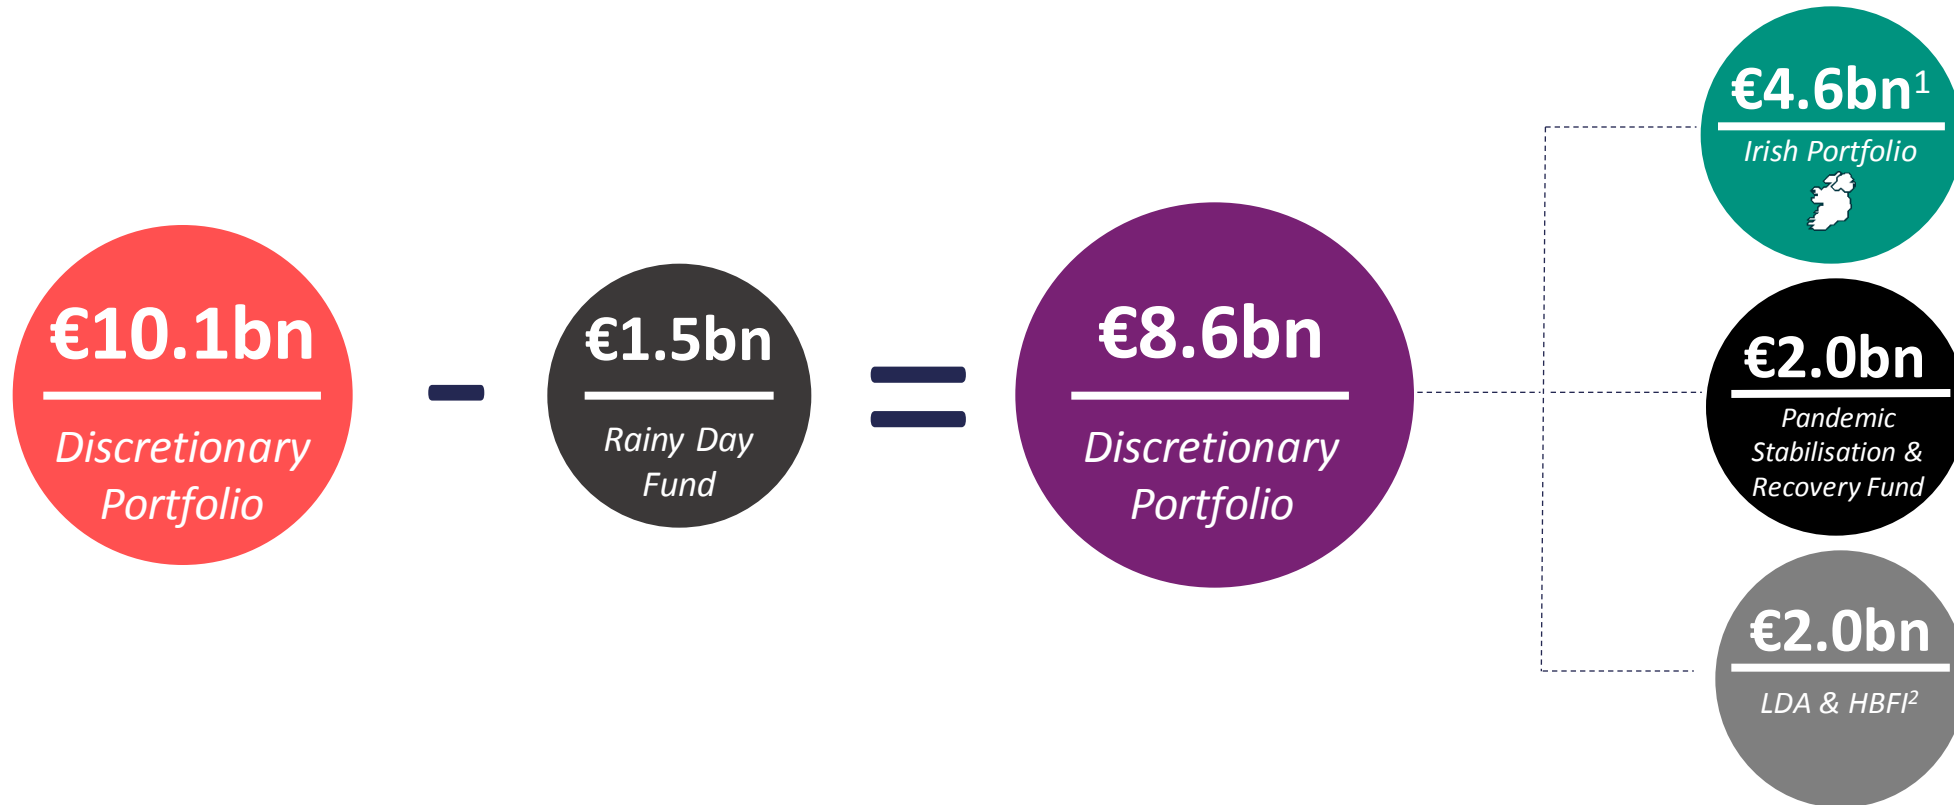 €10.1bn
Discretionary
Portfolio
-
€1.5bn
Rainy Day
Fund
=
€8.6bn
Discretionary
Portfolio
€4.6bn¹
Irish Portfolio
€2.0bn
Pandemic
Stabilisation &
Recovery Fund
€2.0bn
LDA & HBFI²